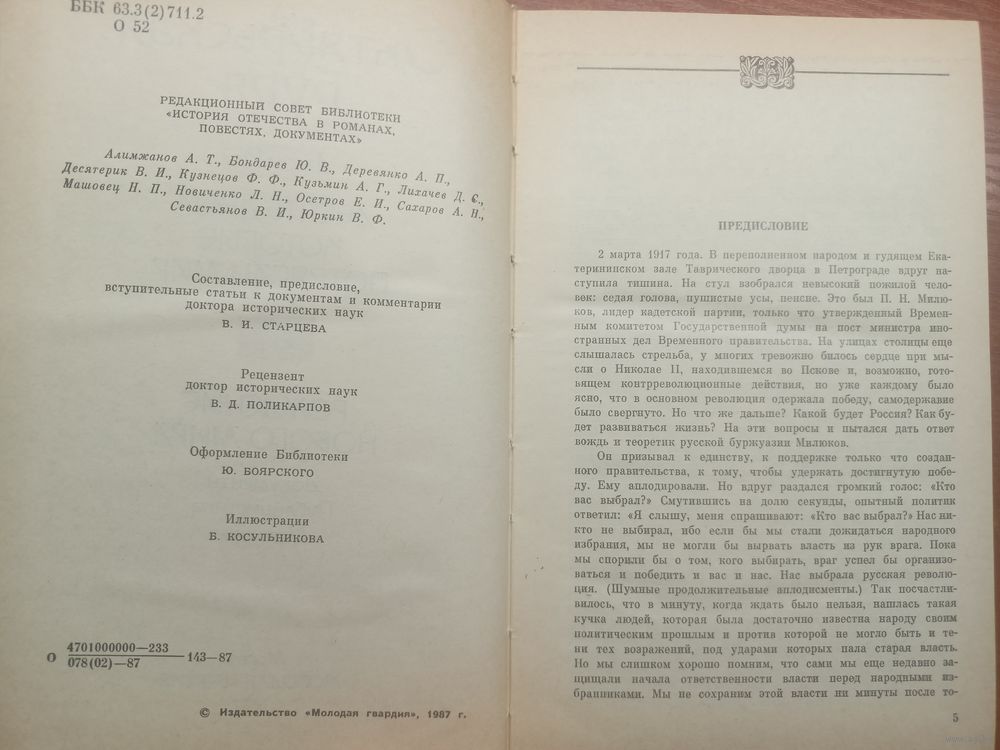 ББК 63.3(2)711.2
О 52
РЕДАКЦИОННЫЙ СОВЕТ БИБЛИОТЕКИ
«ИСТОРИЯ ОТЕЧЕСТВА В РОМАНАХ,
ПОВЕСТЯХ, ДОКУМЕНТАХ»
Алимжанов А. Т., Бондарев Ю. В., Деревянко А. П.,
Десятерик В. И., Кузнецов Ф. Ф., Кузьмин А. Г., Лихачев Д. С.,
Машовец Н. П., Новиченко Л. Н., Осетров Е. И., Сахаров А. Н.,
Севастьянов В. И., Юркин В. Ф.
Составление, предисловие,
вступительные статьи к документам и комментарии
доктора исторических наук
В. И. СТАРЦЕВА
Рецензент
доктор исторических наук
В. Д. ПОЛИКАРПОВ
Оформление Библиотеки
Ю. БОЯРСКОГО
Иллюстрации
Б. КОСУЛЬНИКОВА
О 4701000000—233
078(02)—87 143—87
© Издательство «Молодая гвардия», 1987 г.
ПРЕДИСЛОВИЕ
2 марта 1917 года. В переполненном народом и гудящем Ека-
терининском зале Таврического дворца в Петрограде вдруг на-
ступила тишина. На стул взобрался невысокий пожилой чело-
век: седая голова, пушистые усы, пенсне. Это был П. Н. Милю-
ков, лидер кадетской партии, только что утвержденный Времен-
ным комитетом Государственной думы на пост министра ино-
странных дел Временного правительства. На улицах столицы еще
слышалась стрельба, у многих тревожно билось сердце при мы-
сли о Николае II, находившемся во Пскове и, возможно, гото-
вящем контрреволюционные действия, но уже каждому было
ясно, что в основном революция одержала победу, самодержавие
было свергнуто. Но что же дальше? Какой будет Россия? Как бу-
дет развиваться жизнь? На эти вопросы и пытался дать ответ
вождь и теоретик русской буржуазии Милюков.
Он призывал к единству, к поддержке только что создан-
ного правительства, к тому, чтобы удержать достигнутую побе-
ду. Ему аплодировали. Но вдруг раздался громкий голос: «Кто
вас выбрал?» Смутившись на долю секунды, опытный политик
ответил: «Я слышу, меня спрашивают: «Кто вас выбрал?» Нас ни-
кто не выбирал, ибо если бы мы стали дожидаться народного
избрания, мы не могли бы вырвать власть из рук врага. Пока
мы спорили бы о том, кого выбирать, враг успел бы организо-
ваться и победить и вас и нас. Нас выбрала русская револю-
ция. (Шумные продолжительные аплодисменты.) Так посчастли-
вилось, что в минуту, когда ждать было нельзя, нашлась такая
кучка людей, которая была достаточно известна народу своим
политическим прошлым и против которой не могло быть и те-
ни тех возражений, под ударами которых пала старая власть.
Но мы слишком хорошо помним, что сами мы еще недавно за-
щищали начала ответственности власти перед народными из-
бранниками. Мы не сохраним этой власти ни минуты после то-
5